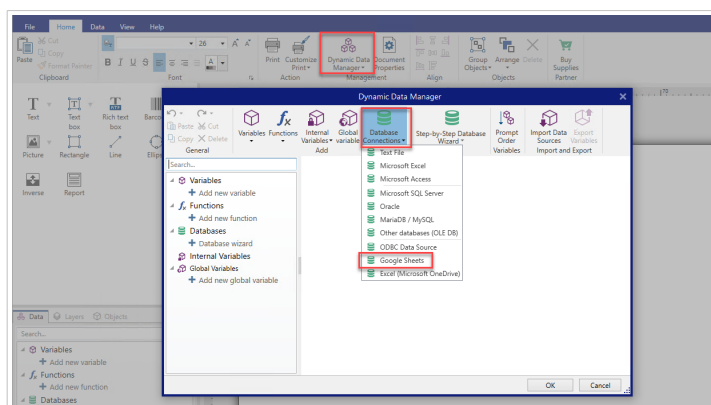 File Home Data View Help
Paste Cut Copy Format Painter
26 A A
B I U S A
Print Customize Print Dynamic Data Manager Document Properties Group Objects Arrange Delete Buy Supplies
Clipboard Font Action Management Align Objects Partner
Text Text box Rich text box Barco
Picture Rectangle Line Ellips
Inverse Report
Dynamic Data Manager
Paste Cut
Copy Delete
Variables Functions Internal Variables Global variable Database Connections Step-by-Step Database Wizard Prompt Order Import Data Sources Export Variables
General Add Variables Import and Export
Search...
Variables
Add new variable
Functions
Add new function
Databases
Database wizard
Internal Variables
Global Variables
Add new global variable
Text File
Microsoft Excel
Microsoft Access
Microsoft SQL Server
Oracle
MariaDB / MySQL
Other databases (OLE DB)
ODBC Data Source
Google Sheets
Excel (Microsoft OneDrive)
OK Cancel
Data Layers Objects
Search...
Variables
Add new variable
Functions
Add new function
Databases